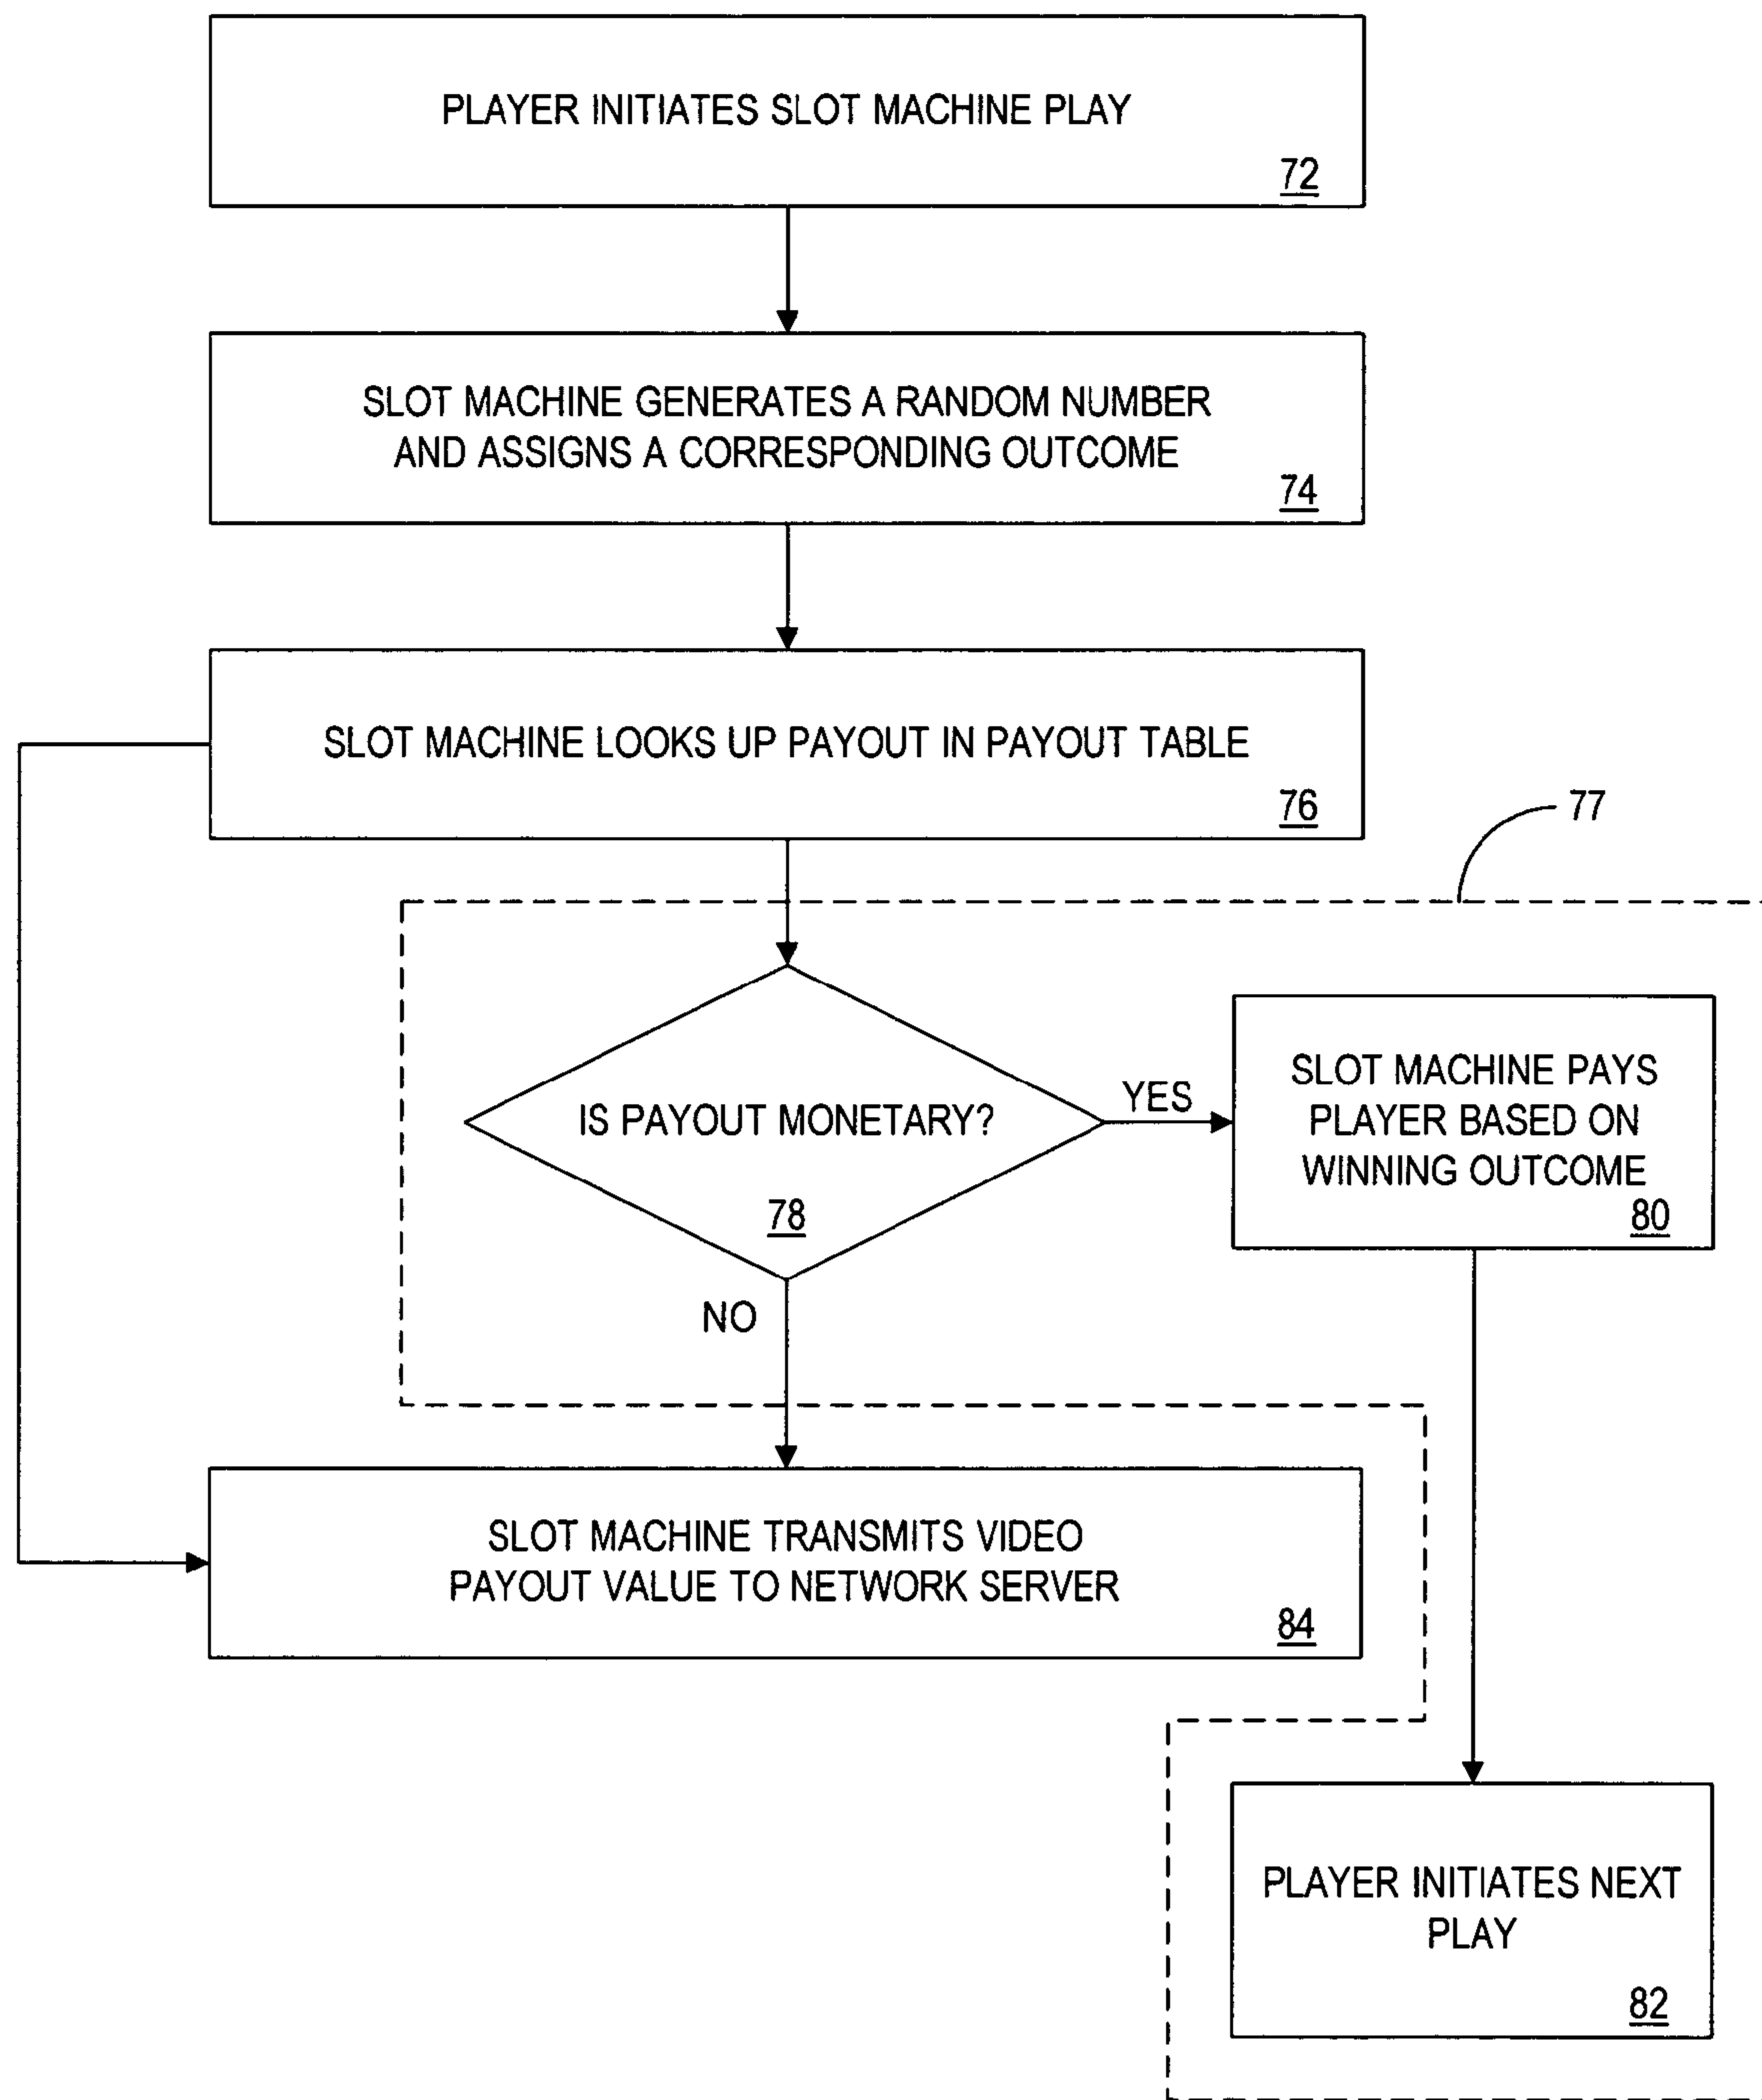 PLAYER INITIATES SLOT MACHINE PLAY
72
SLOT MACHINE GENERATES A RANDOM NUMBER
AND ASSIGNS A CORRESPONDING OUTCOME
74
SLOT MACHINE LOOKS UP PAYOUT IN PAYOUT TABLE
76
77
IS PAYOUT MONETARY?
78
YES
NO
SLOT MACHINE PAYS
PLAYER BASED ON
WINNING OUTCOME
80
SLOT MACHINE TRANSMITS VIDEO
PAYOUT VALUE TO NETWORK SERVER
84
PLAYER INITIATES NEXT
PLAY
82